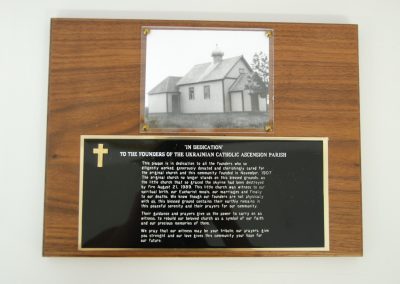 'IN DEDICATION'
TO THE FOUNDERS OF THE UKRAINIAN CATHOLIC ASCENSION PARISH
This plaque is in dedication to all the founders who so
diligently worked, generously donated and cherishingly cared for
the original church and this community founded in November, 1907.
The original church no longer stands on this blessed grounds as
the little church that so graced the skyline had been destroyed
by fire August 21, 1989. This little church was witness to our
spiritual birth, our Eucharist meals, our marriages and finally
to our deaths. We know though our founders are not physically
with us, this blessed ground contains their earthly remains in
this peaceful serenity and their prayers for our community.
Their guidance and prayers give us the power to carry on as
witness, to rebuild our beloved church as a symbol of our faith
and our precious memories of them.
We pray that our witness may be your tribute, our prayers give
you strenght and our love gives this community your hope for
our future.